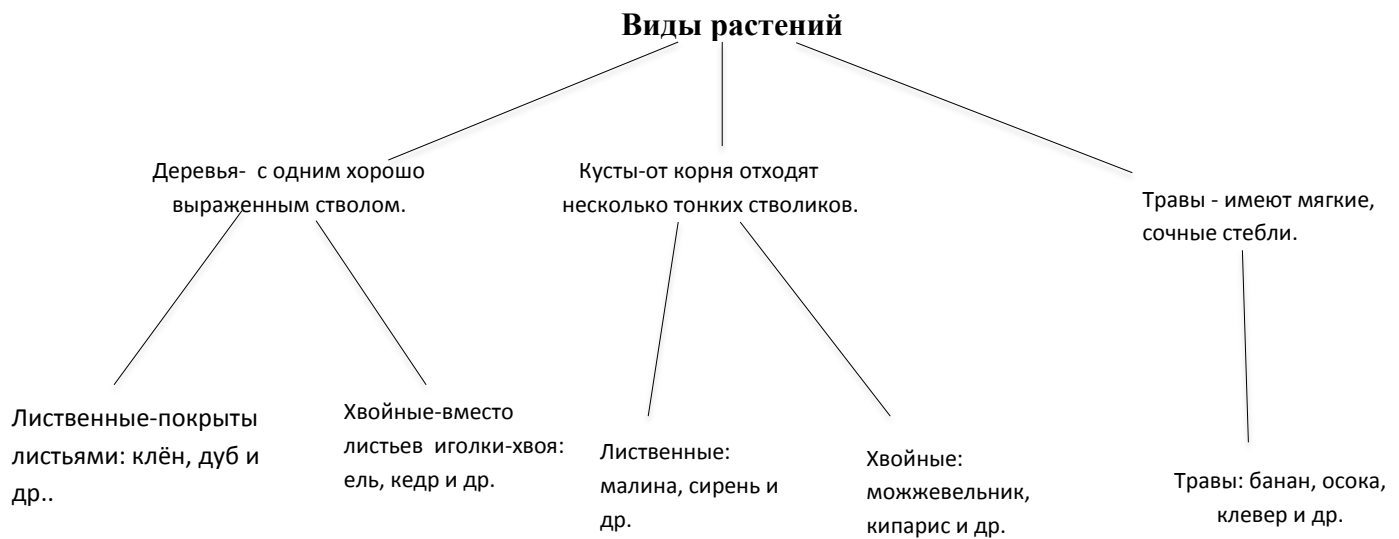 Виды растений
Деревья- с одним хорошо
выраженным стволом.
Кусты-от корня отходят
несколько тонких стволиков.
Травы - имеют мягкие,
сочные стебли.
Лиственные-покрыты
листьями: клён, дуб и
др..
Хвойные-вместо
листьев иголки-хвоя:
ель, кедр и др.
Лиственные:
малина, сирень и
др.
Хвойные:
можжевельник,
кипарис и др.
Травы: банан, осока,
клевер и др.